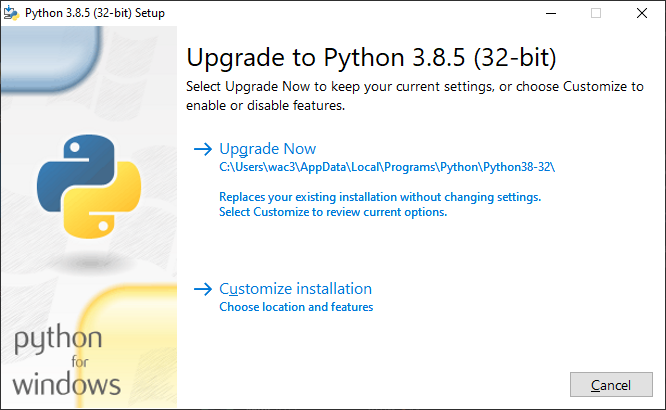 Python 3.8.5 (32-bit) Setup
Upgrade to Python 3.8.5 (32-bit)
Select Upgrade Now to keep your current settings, or choose Customize to
enable or disable features.
Upgrade Now
C:\Users\wac3\AppData\Local\Programs\Python\Python38-32\
Replaces your existing installation without changing settings.
Select Customize to review current options.
Customize installation
Choose location and features
python
for
windows
Cancel